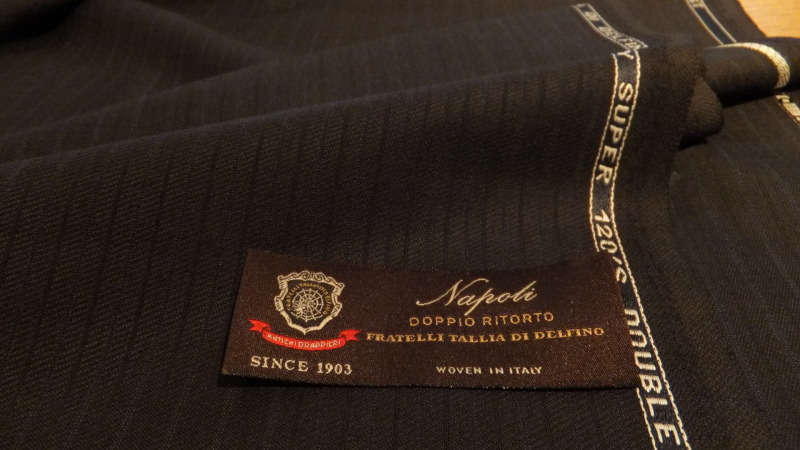 Napoli
DOPPIO RITORTO
FRATELLI TALLIA DI DELFINO
ANTICHI DRAPPIERI
SINCE 1903
WOVEN IN ITALY
SUPER 120'S DOUBLE